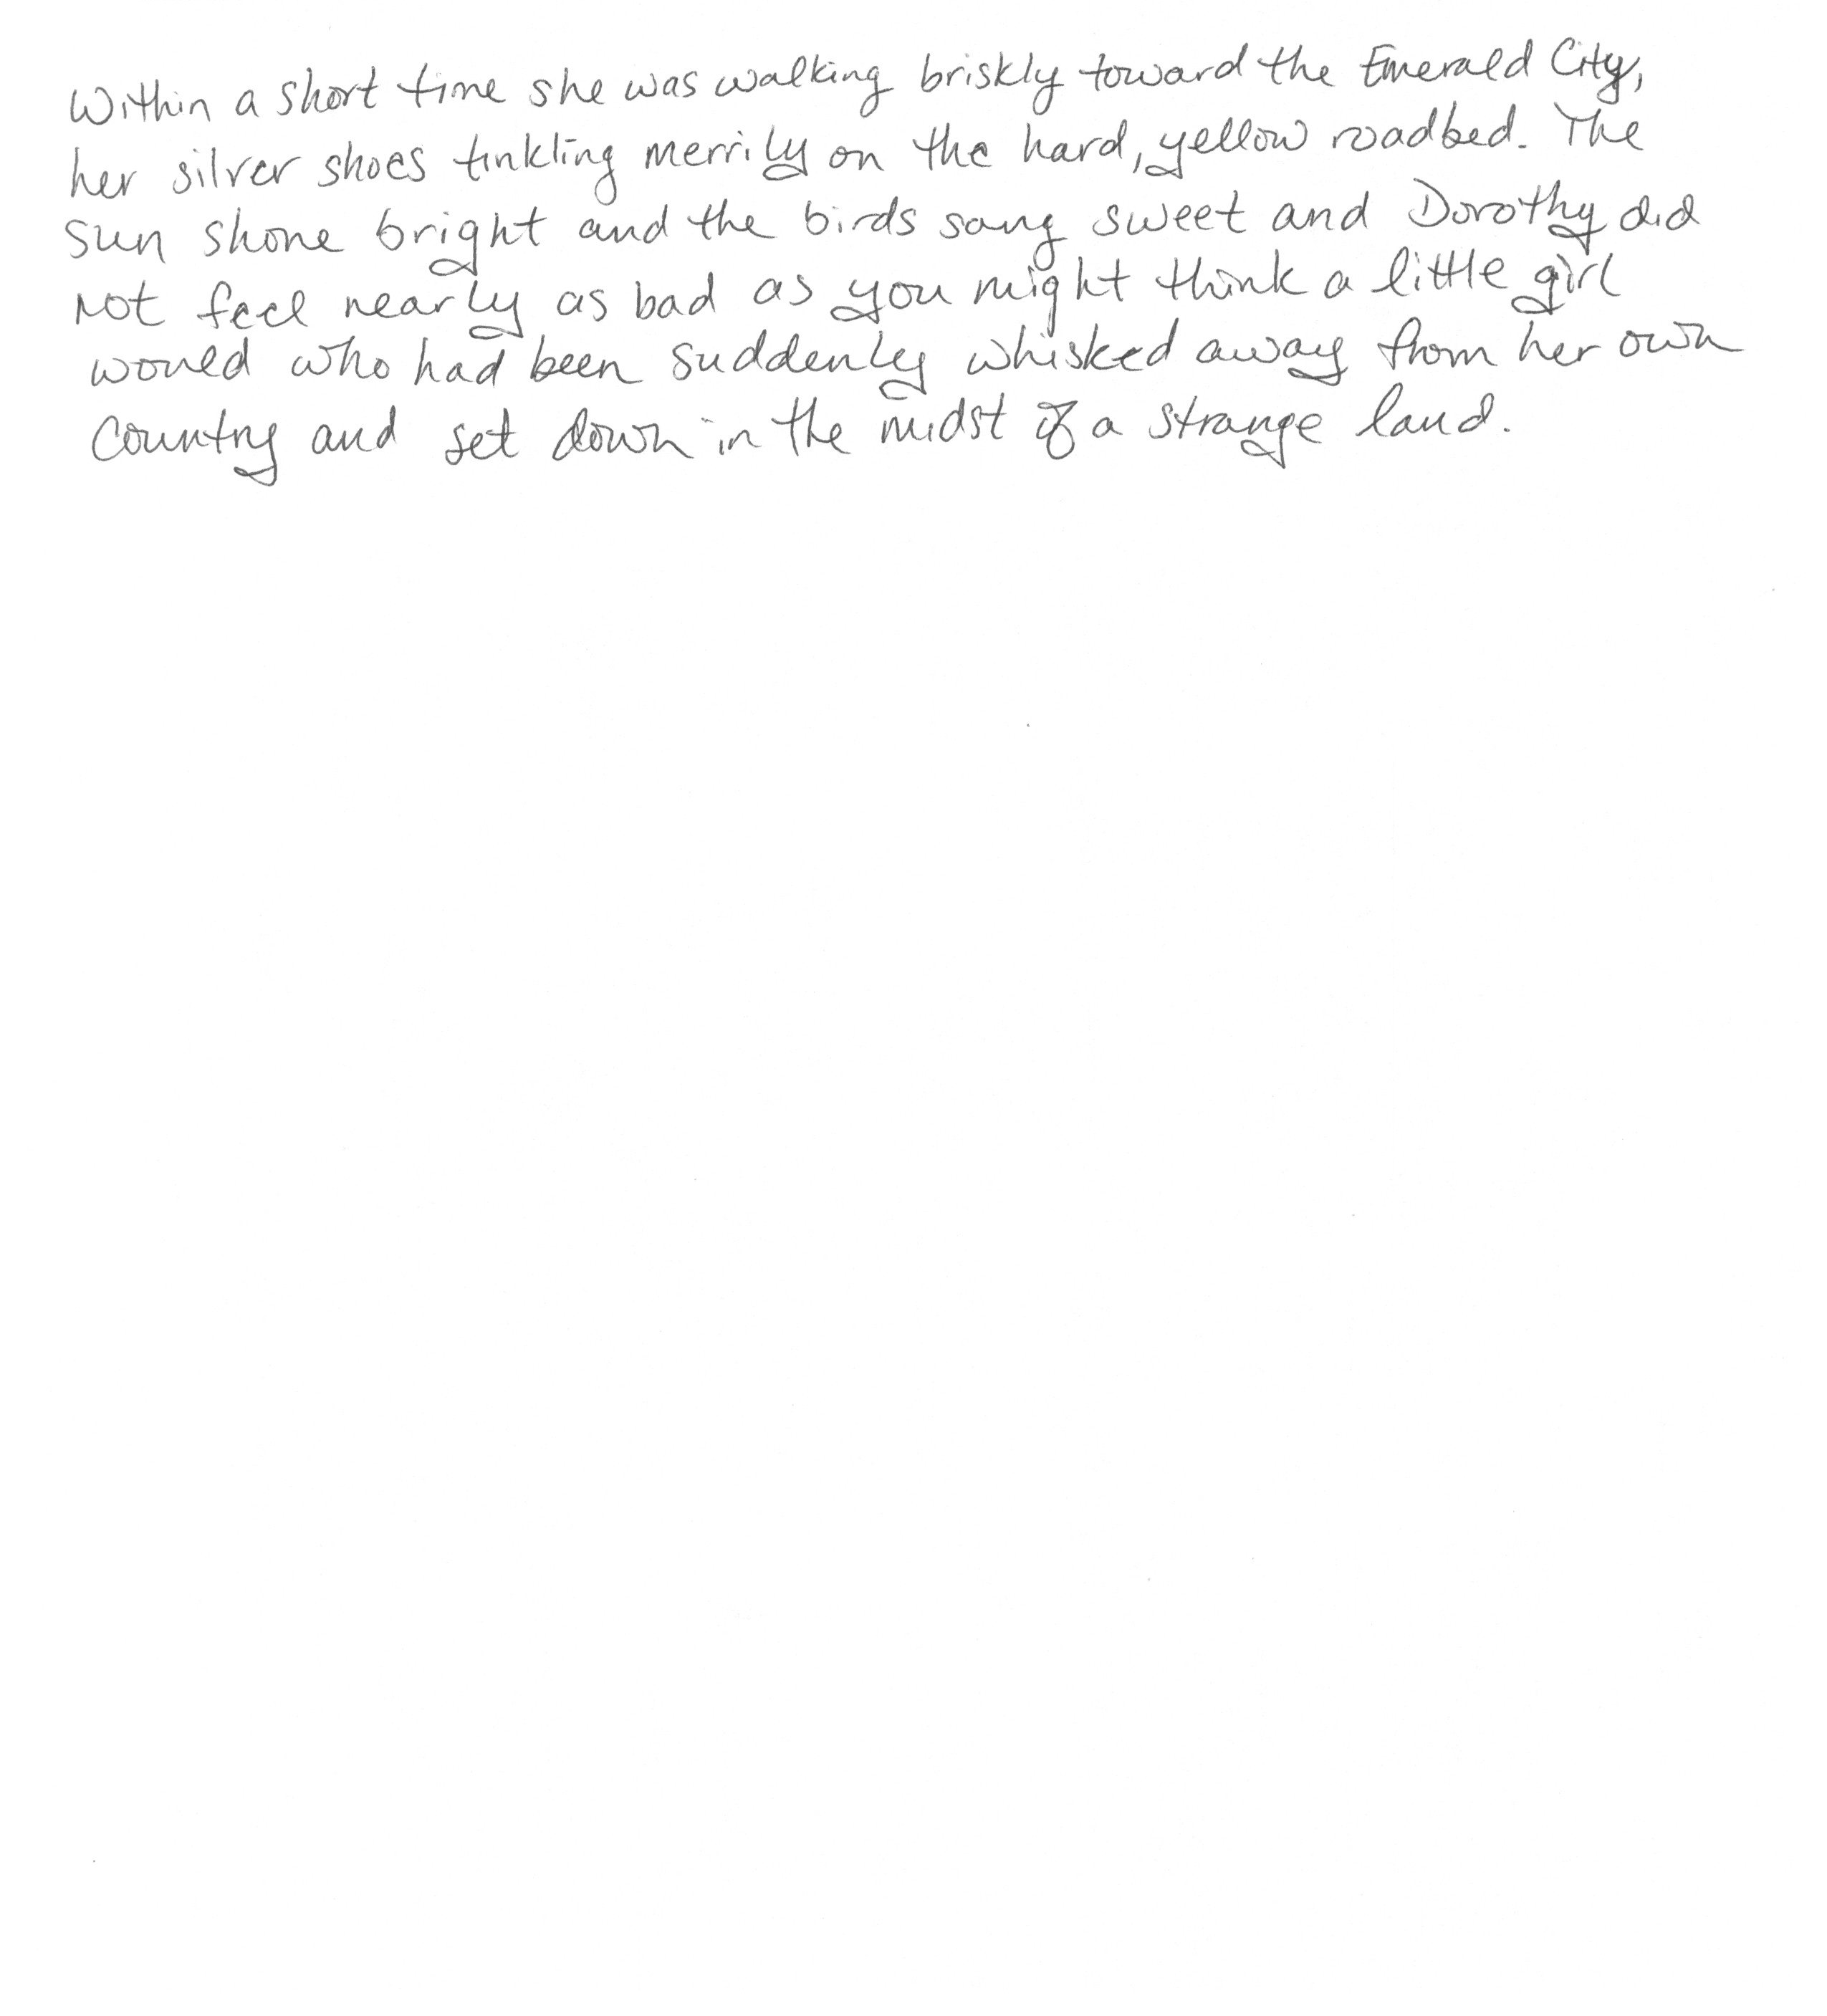 Within a short time she was walking briskly toward the Emerald City,
her silver shoes tinkling merrily on the hard, yellow roadbed. The
sun shone bright and the birds sang sweet and Dorothy did
not feel nearly as bad as you might think a little girl
would who had been suddenly whisked away from her own
country and set down in the midst of a strange land.